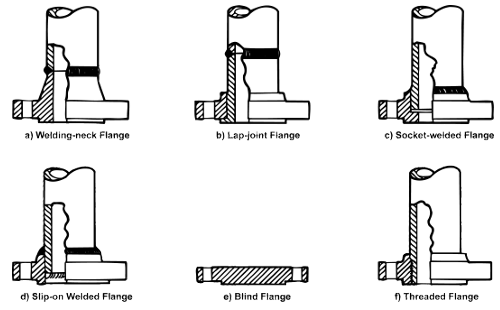 a) Welding-neck Flange
b) Lap-joint Flange
c) Socket-welded Flange
d) Slip-on Welded Flange
e) Blind Flange
f) Threaded Flange